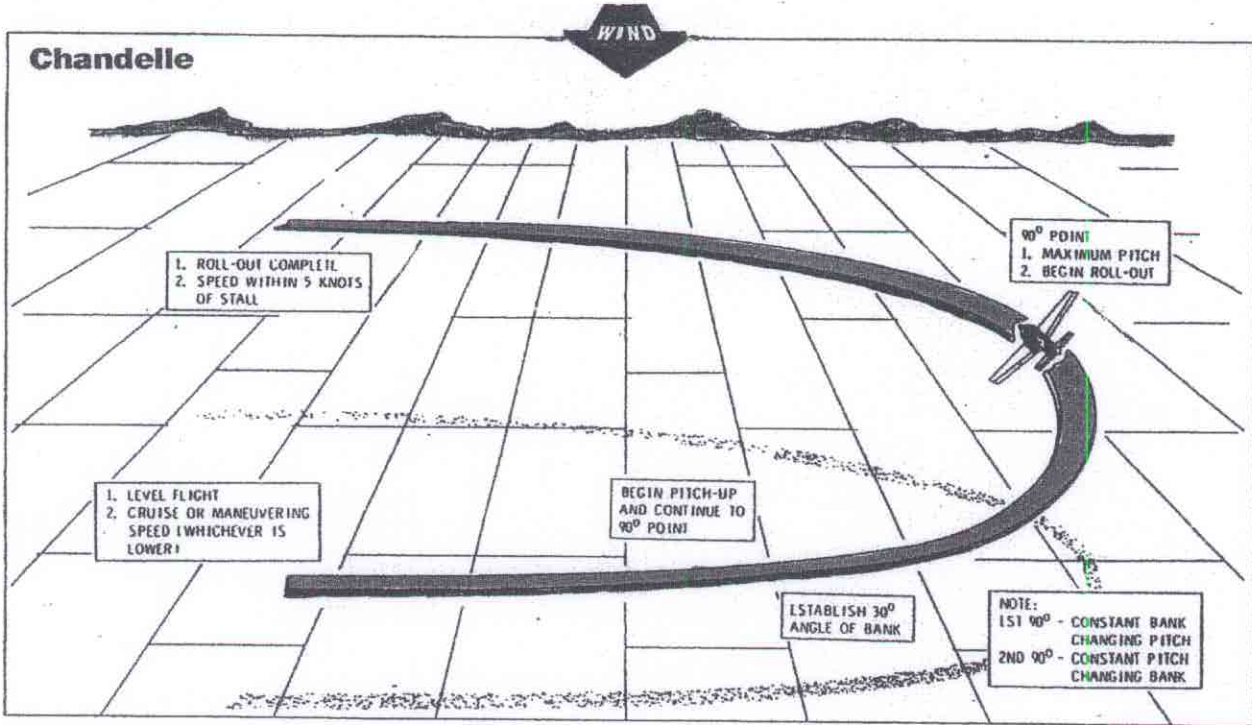 WIND
Chandelle
90° POINT
1. MAXIMUM PITCH
2. BEGIN ROLL-OUT
1. ROLL-OUT COMPLETE
2. SPEED WITHIN 5 KNOTS
OF STALL
1. LEVEL FLIGHT
2. CRUISE OR MANEUVERING
SPEED (WHICHEVER IS
LOWER)
BEGIN PITCH-UP
AND CONTINUE TO
90° POINT
ESTABLISH 30°
ANGLE OF BANK
NOTE:
1ST 90° - CONSTANT BANK
CHANGING PITCH
2ND 90° - CONSTANT PITCH
CHANGING BANK